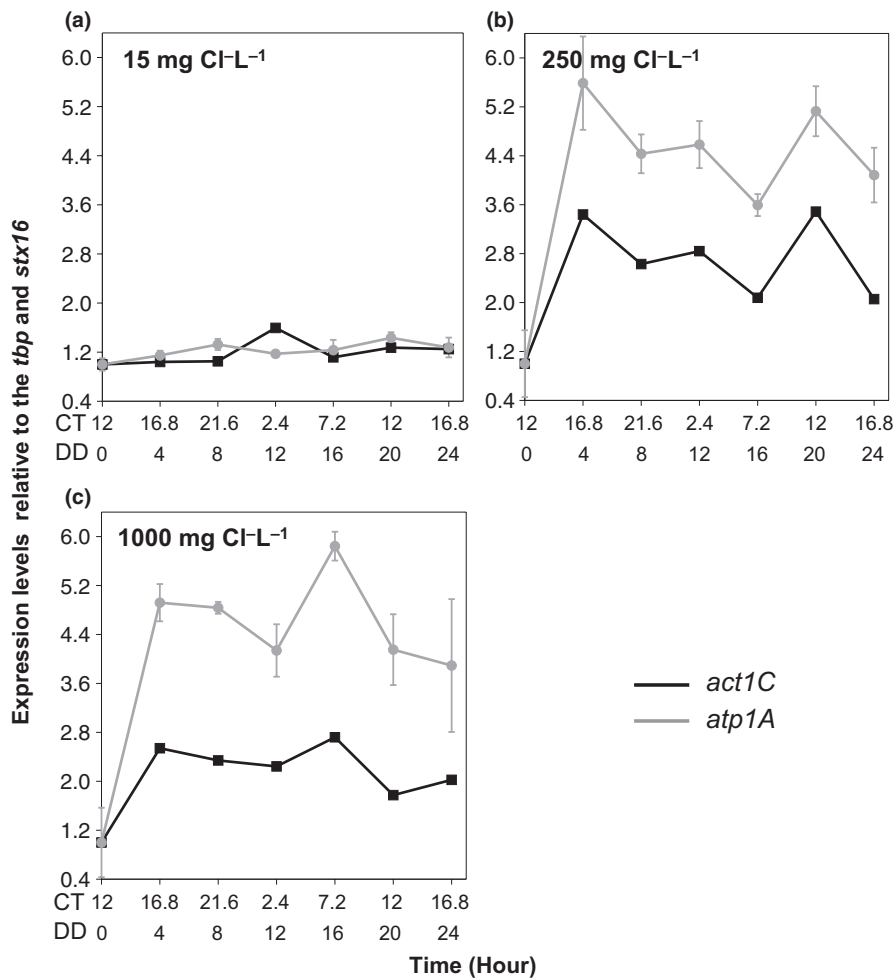 (a)
15 mg Cl⁻L⁻¹
6.0
5.2
4.4
3.6
2.8
2.0
1.2
0.4
CT 12 16.8 21.6 2.4 7.2 12 16.8
DD 0 4 8 12 16 20 24
(b)
250 mg Cl⁻L⁻¹
6.0
5.2
4.4
3.6
2.8
2.0
1.2
0.4
12 16.8 21.6 2.4 7.2 12 16.8
0 4 8 12 16 20 24
(c)
1000 mg Cl⁻L⁻¹
6.0
5.2
4.4
3.6
2.8
2.0
1.2
0.4
CT 12 16.8 21.6 2.4 7.2 12 16.8
DD 0 4 8 12 16 20 24
Expression levels relative to the tbp and stx16
act1C
atp1A
Time (Hour)